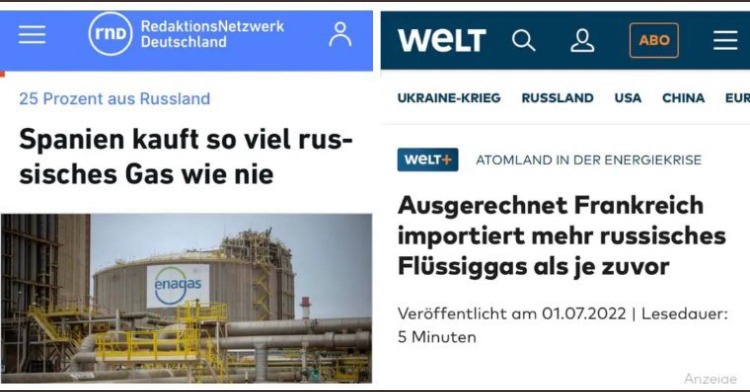 rnd RedaktionsNetzwerk
Deutschland
25 Prozent aus Russland
Spanien kauft so viel rus-
sisches Gas wie nie
enagas
WELT
ABO
UKRAINE-KRIEG RUSSLAND USA CHINA EUR
WELT+ ATOMLAND IN DER ENERGIEKRISE
Ausgerechnet Frankreich
importiert mehr russisches
Flüssiggas als je zuvor
Veröffentlicht am 01.07.2022 | Lesedauer:
5 Minuten
Anzeige